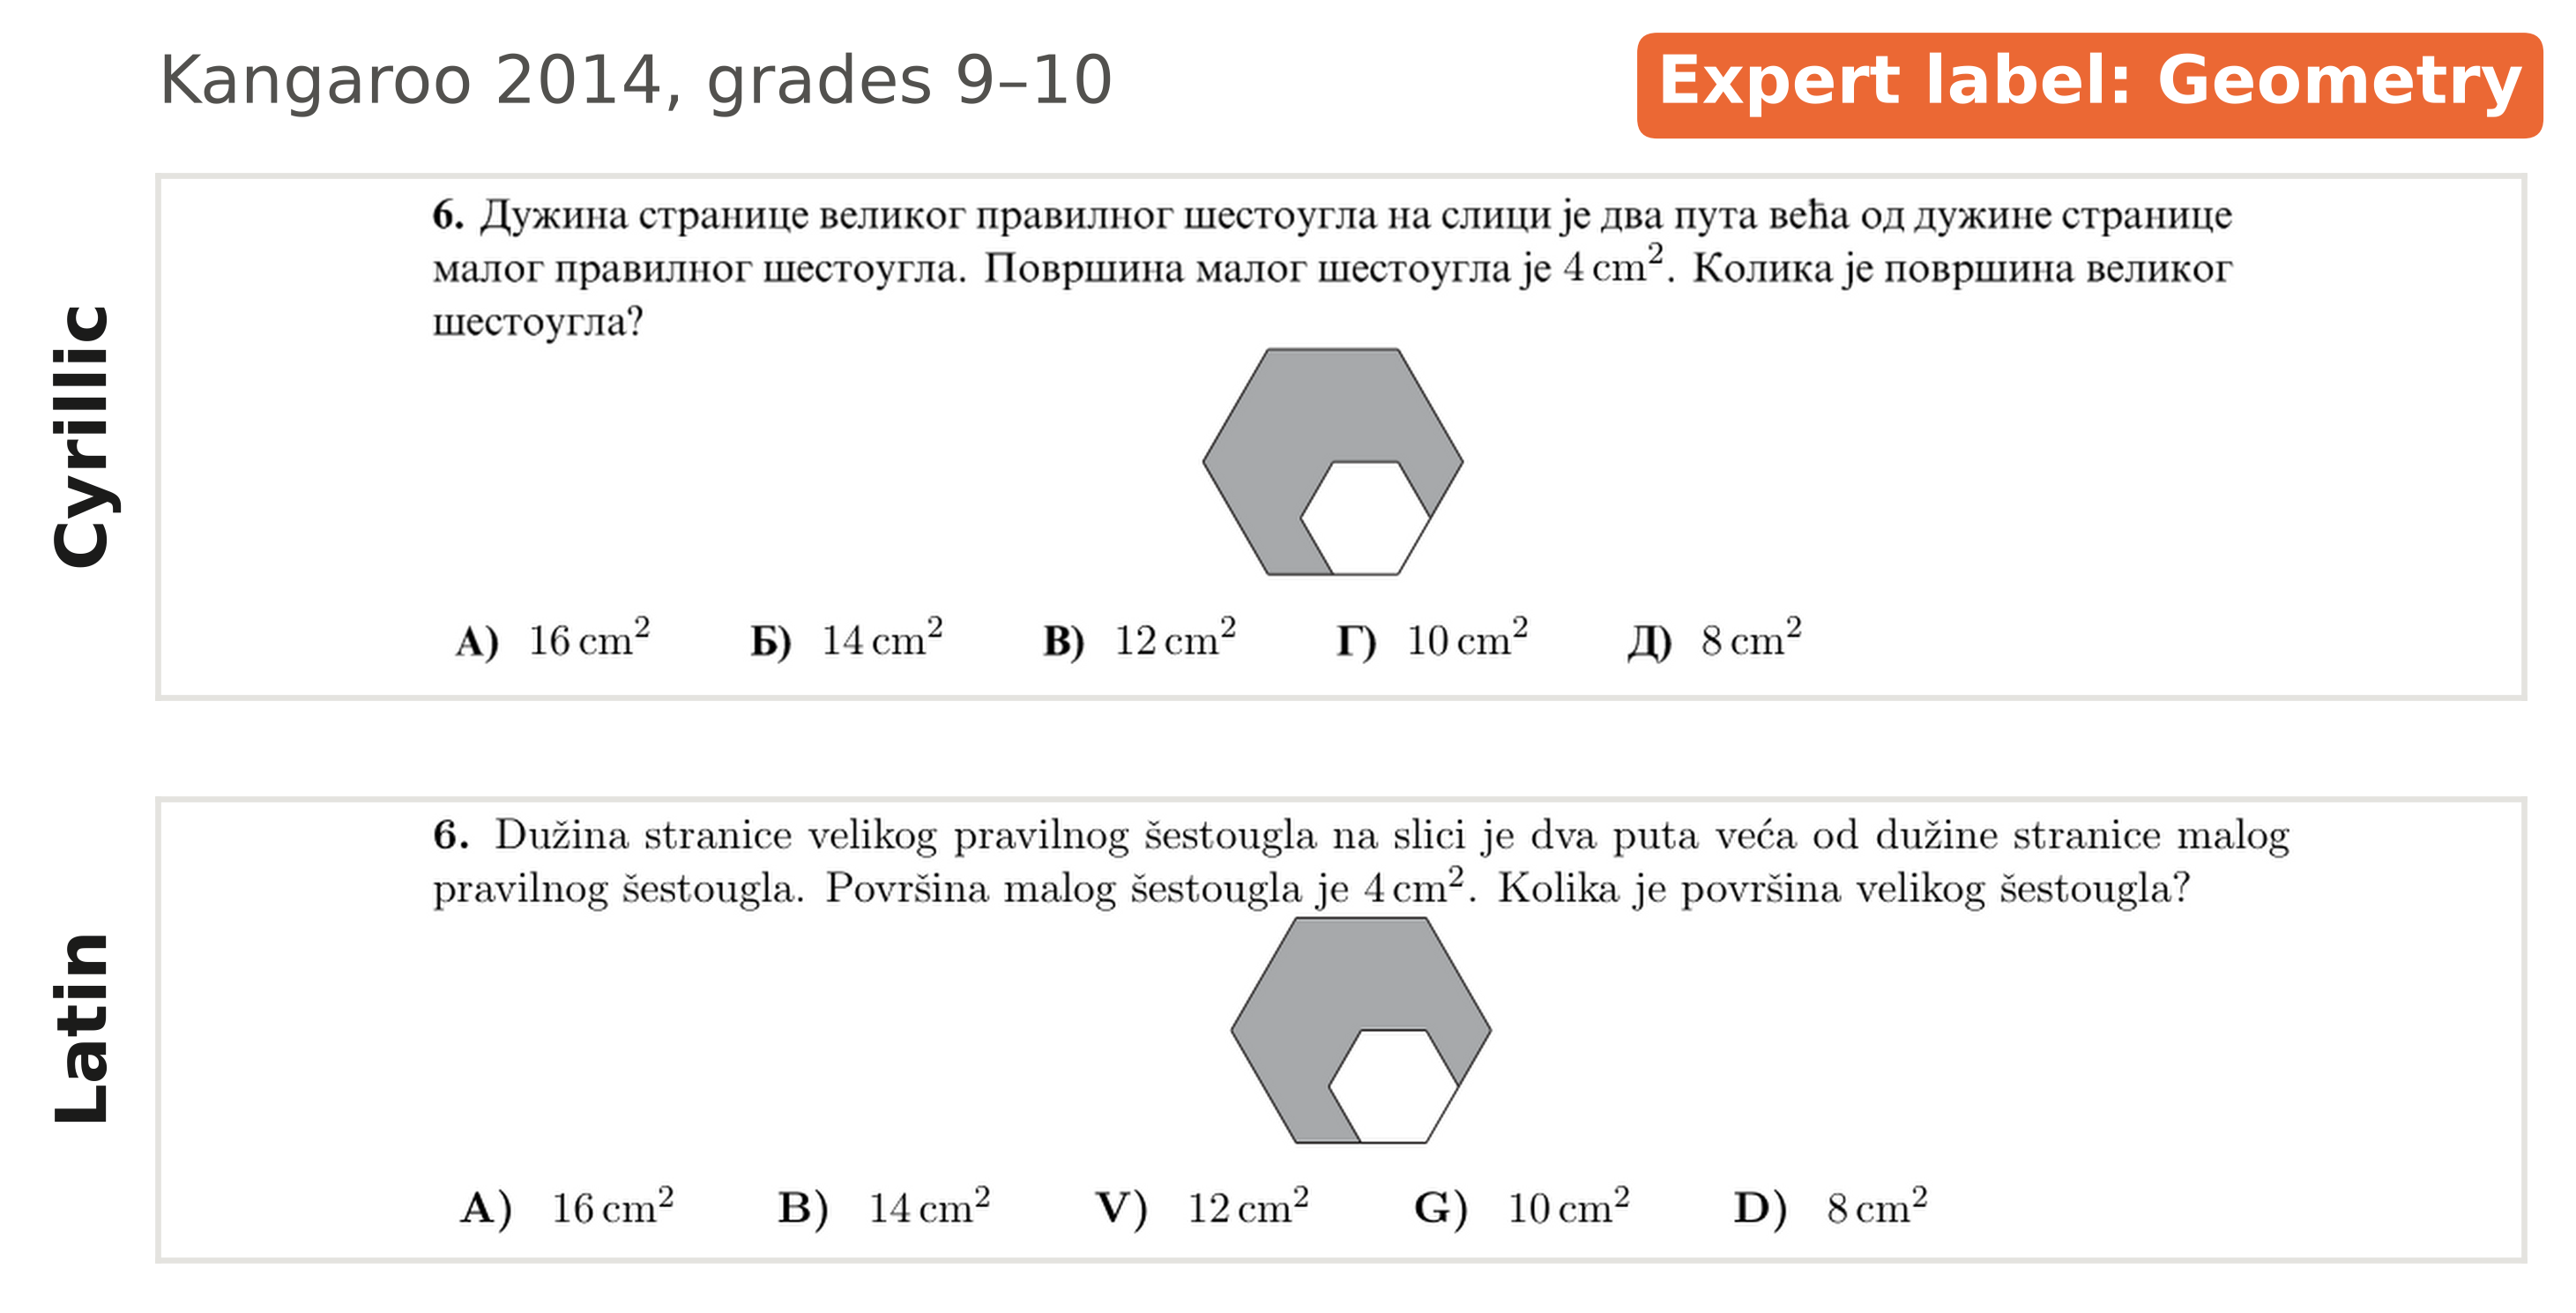 Kangaroo 2014, grades 9–10
Expert label: Geometry
Cyrillic
6. Дужина странице великог правилног шестоугла на слици је два пута већа од дужине странице
малог правилног шестоугла. Површина малог шестоугла је 4 cm². Колика је површина великог
шестоугла?
А) 16 cm² Б) 14 cm² В) 12 cm² Г) 10 cm² Д) 8 cm²
Latin
6. Dužina stranice velikog pravilnog šestougla na slici je dva puta veća od dužine stranice malog
pravilnog šestougla. Površina malog šestougla je 4 cm². Kolika je površina velikog šestougla?
A) 16 cm² B) 14 cm² V) 12 cm² G) 10 cm² D) 8 cm²